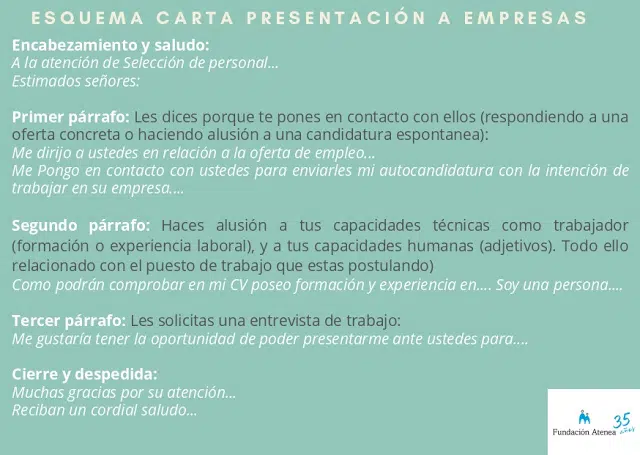 ESQUEMA CARTA PRESENTACIÓN A EMPRESAS
Encabezamiento y saludo:
A la atención de Selección de personal...
Estimados señores:
Primer párrafo: Les dices porque te pones en contacto con ellos (respondiendo a una
oferta concreta o haciendo alusión a una candidatura espontanea):
Me dirijo a ustedes en relación a la oferta de empleo...
Me Pongo en contacto con ustedes para enviarles mi autocandidatura con la intención de
trabajar en su empresa....
Segundo párrafo: Haces alusión a tus capacidades técnicas como trabajador
(formación o experiencia laboral), y a tus capacidades humanas (adjetivos). Todo ello
relacionado con el puesto de trabajo que estas postulando)
Como podrán comprobar en mi CV poseo formación y experiencia en.... Soy una persona....
Tercer párrafo: Les solicitas una entrevista de trabajo:
Me gustaría tener la oportunidad de poder presentarme ante ustedes para....
Cierre y despedida:
Muchas gracias por su atención...
Reciban un cordial saludo...
Fundación Atenea 35 años